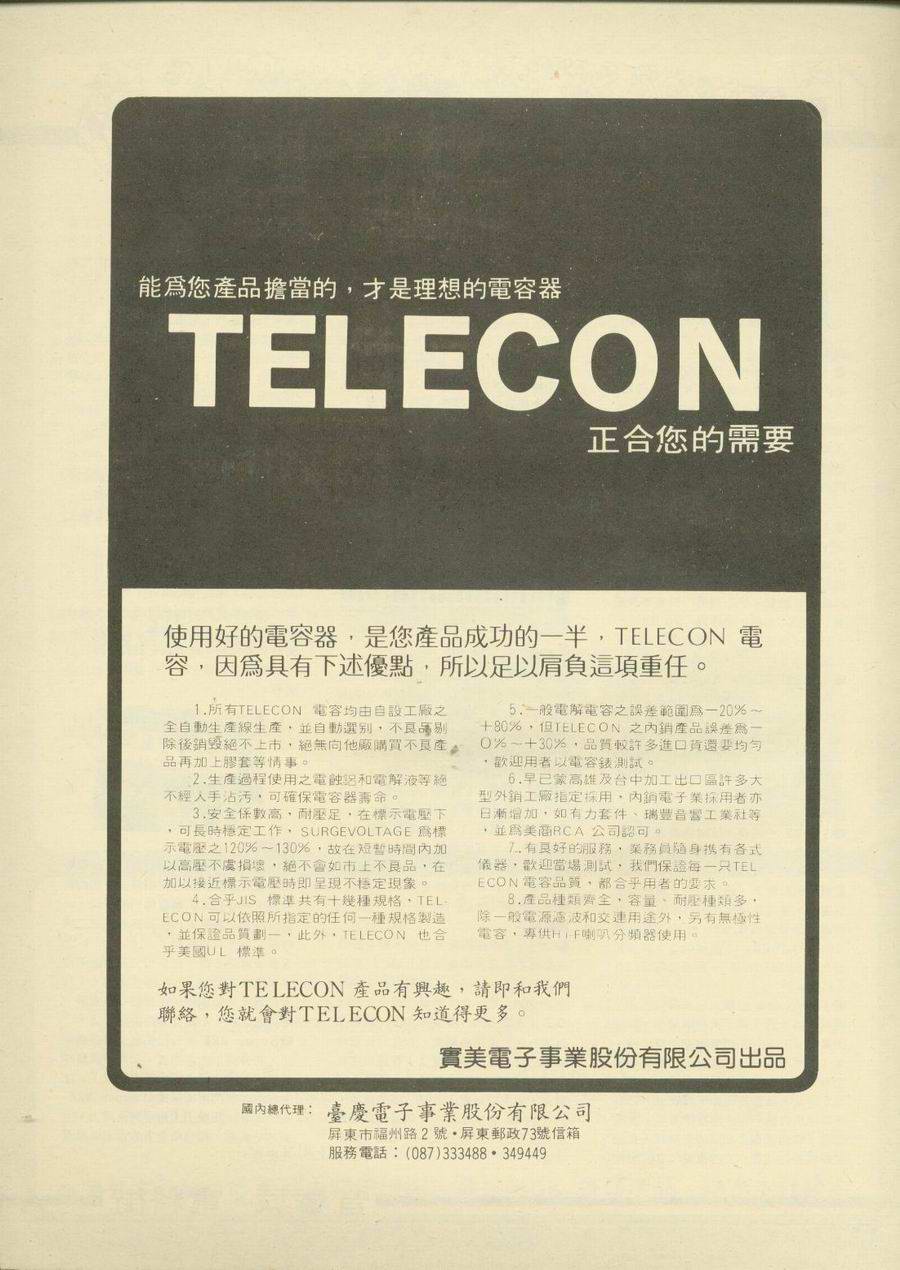 能爲您產品擔當的，才是理想的電容器
TELECON
正合您的需要
使用好的電容器，是您產品成功的一半，TELECON 電
容，因爲具有下述優點，所以足以肩負這項重任。
1.所有TELECON 電容均由自設工廠之
全自動生產線生產，並自動選別，不良品剔
除後銷毀絕不上市，絕無向他廠購買不良產
品再加上膠套等情事。
2.生產過程使用之電蝕鋁和電解液等絕
不經人手沾汚，可確保電容器壽命。
3.安全係數高，耐壓足，在標示電壓下
，可長時穩定工作，SURGEVOLTAGE 爲標
示電壓之120%～130%，故在短暫時間內加
以高壓不虞損壞，絕不會如市上不良品，在
加以接近標示電壓時即呈現不穩定現象。
4.合乎JIS 標準共有十幾種規格，TEL-
ECON可以依照所指定的任何一種規格製造
，並保證品質劃一，此外，TELECON 也合
乎美國UL 標準。
5.一般電解電容之誤差範圍爲－20%～
＋80%，但TELECON 之內銷產品誤差爲－
0%～＋30%，品質較許多進口貨還要均勻
，歡迎用者以電容錶測試。
6.早已蒙高雄及台中加工出口區許多大
型外銷工廠指定採用，內銷電子業採用者亦
日漸增加，如有力套件、瑞豐音響工業社等
，並爲美商RCA 公司認可。
7.有良好的服務，業務員隨身携有各式
儀器，歡迎當場測試，我們保證每一只TEL
ECON電容品質，都合乎用者的要求。
8.產品種類齊全，容量、耐壓種類多，
除一般電源濾波和交連用途外，另有無極性
電容，專供Hi-F喇叭分頻器使用。
如果您對TELECON 產品有興趣，請即和我們
聯絡，您就會對TELECON 知道得更多。
實美電子事業股份有限公司出品
國內總代理：臺慶電子事業股份有限公司
屏東市福州路2號•屏東郵政73號信箱
服務電話：(087)333488•349449